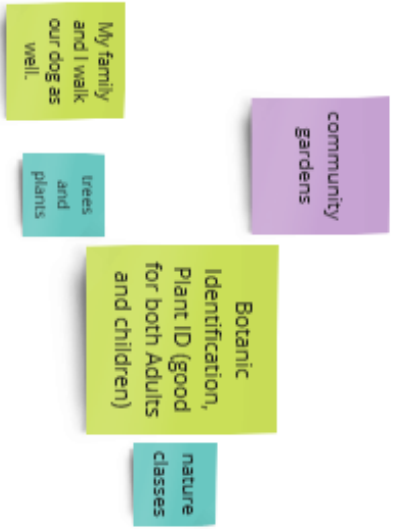 My family
and I walk
our dog as
well.
trees
and
plants
community
gardens
Botanic
Identification,
Plant ID (good
for both Adults
and children)
nature
classes